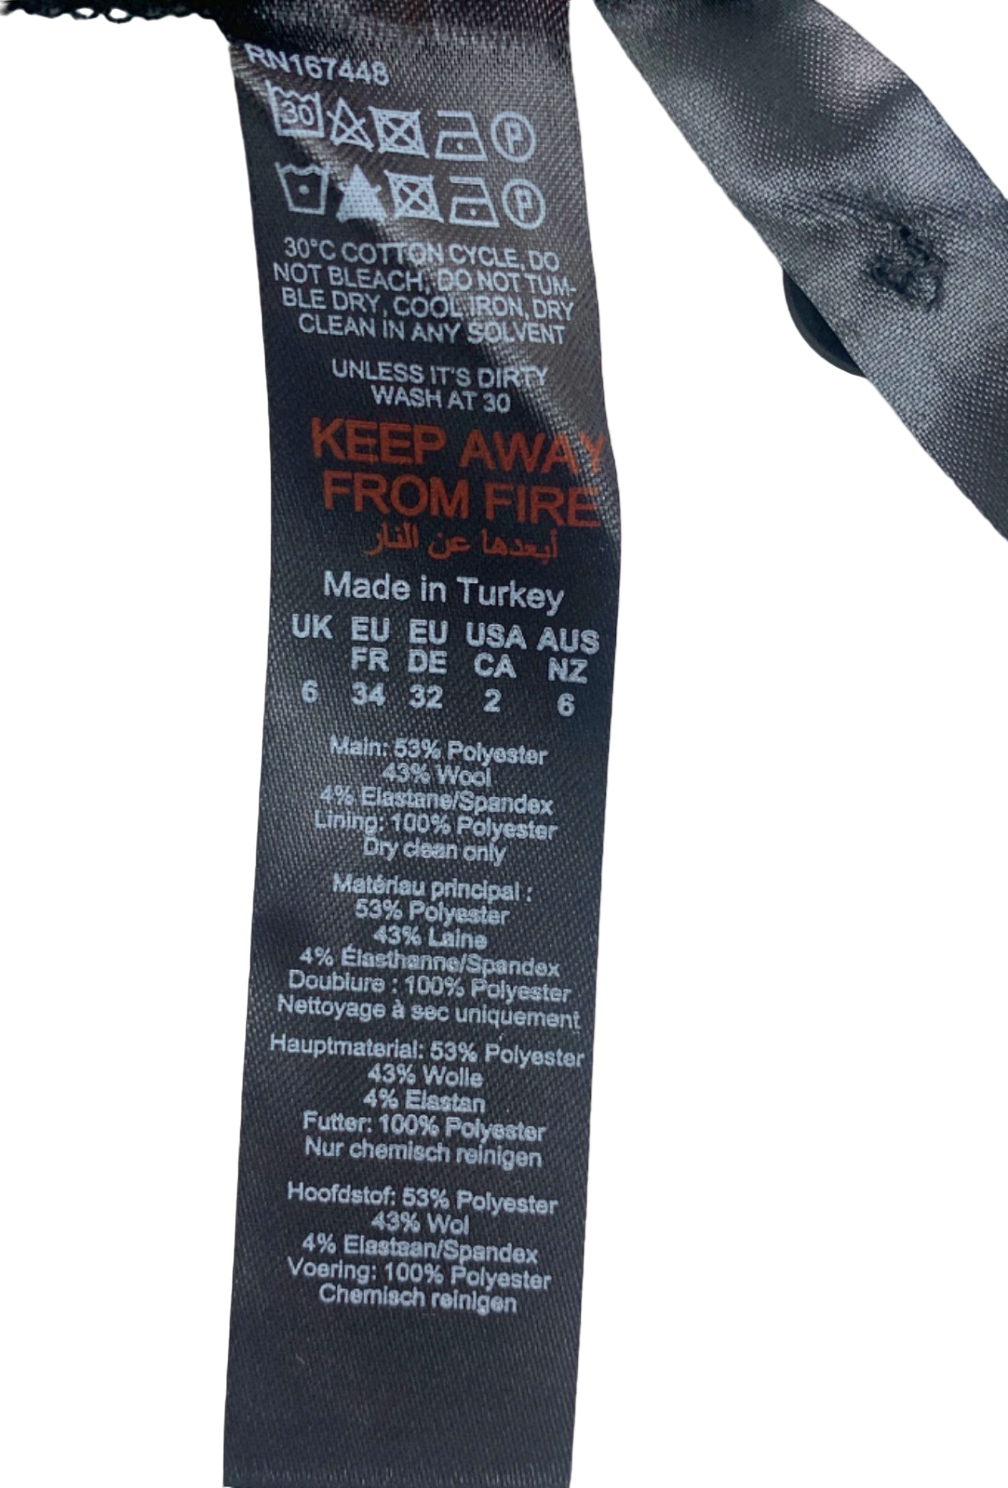 RN167448
30 P
P
30°C COTTON CYCLE, DO
NOT BLEACH, DO NOT TUM-
BLE DRY, COOL IRON, DRY
CLEAN IN ANY SOLVENT
UNLESS IT'S DIRTY
WASH AT 30
KEEP AWAY
FROM FIRE
أبعدها عن النار
Made in Turkey
UK EU EU USA AUS
FR DE CA NZ
6 34 32 2 6
Main: 53% Polyester
43% Wool
4% Elastane/Spandex
Lining: 100% Polyester
Dry clean only
Matériau principal :
53% Polyester
43% Laine
4% Élasthanne/Spandex
Doublure : 100% Polyester
Nettoyage à sec uniquement
Hauptmaterial: 53% Polyester
43% Wolle
4% Elastan
Futter: 100% Polyester
Nur chemisch reinigen
Hoofdstof: 53% Polyester
43% Wol
4% Elastaan/Spandex
Voering: 100% Polyester
Chemisch reinigen